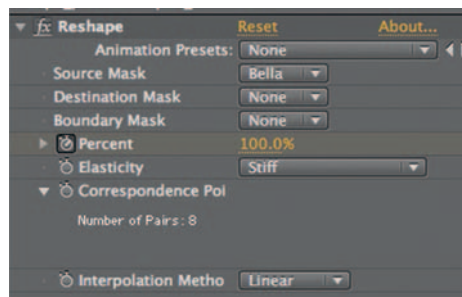 fx Reshape Reset About...
Animation Presets: None
Source Mask Bella
Destination Mask None
Boundary Mask None
Percent 100.0%
Elasticity Stiff
Correspondence Poi
Number of Pairs: 8
Interpolation Metho Linear